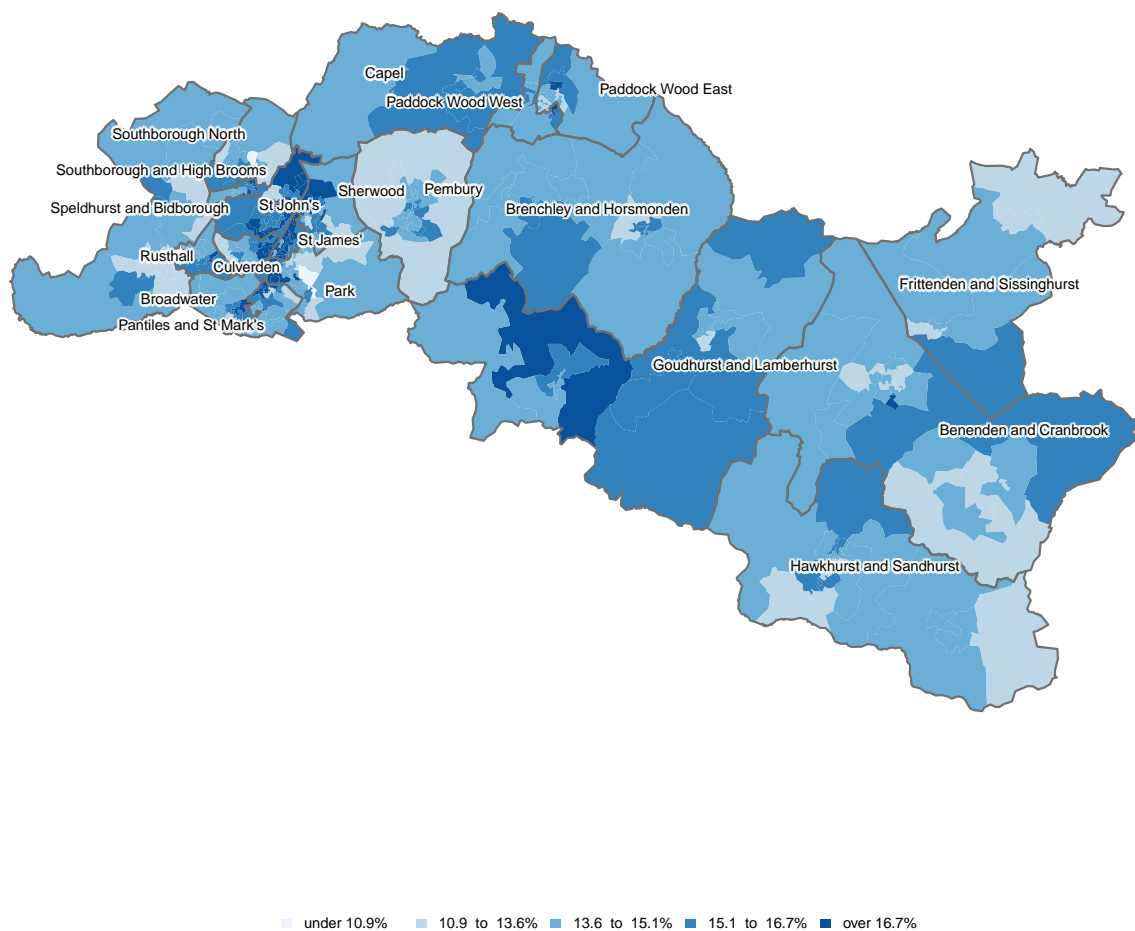 Capel
Paddock Wood East
Paddock Wood West
Southborough North
Southborough and High Brooms
Sherwood
Pembury
St John's
Speldhurst and Bidborough
Brenchley and Horsmonden
St James'
Rusthall
Culverden
Frittenden and Sissinghurst
Park
Broadwater
Pantiles and St Mark's
Goudhurst and Lamberhurst
Benenden and Cranbrook
Hawkhurst and Sandhurst
under 10.9% 10.9 to 13.6% 13.6 to 15.1% 15.1 to 16.7% over 16.7%